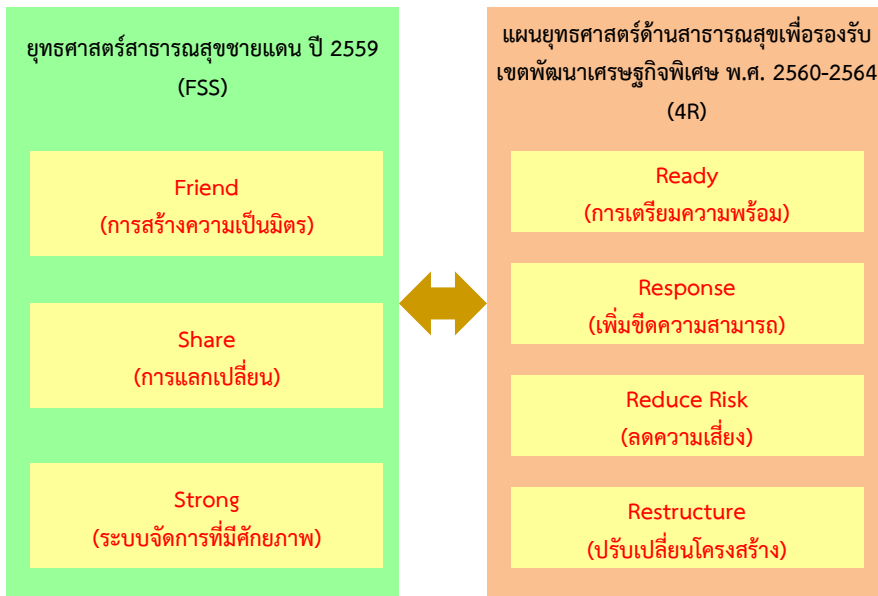 ยุทธศาสตร์สาธารณสุขชายแดน ปี 2559
(FSS)
Friend
(การสร้างความเป็นมิตร)
Share
(การแลกเปลี่ยน)
Strong
(ระบบจัดการที่มีศักยภาพ)
แผนยุทธศาสตร์ด้านสาธารณสุขเพื่อรองรับ
เขตพัฒนาเศรษฐกิจพิเศษ พ.ศ. 2560-2564
(4R)
Ready
(การเตรียมความพร้อม)
Response
(เพิ่มขีดความสามารถ)
Reduce Risk
(ลดความเสี่ยง)
Restructure
(ปรับเปลี่ยนโครงสร้าง)